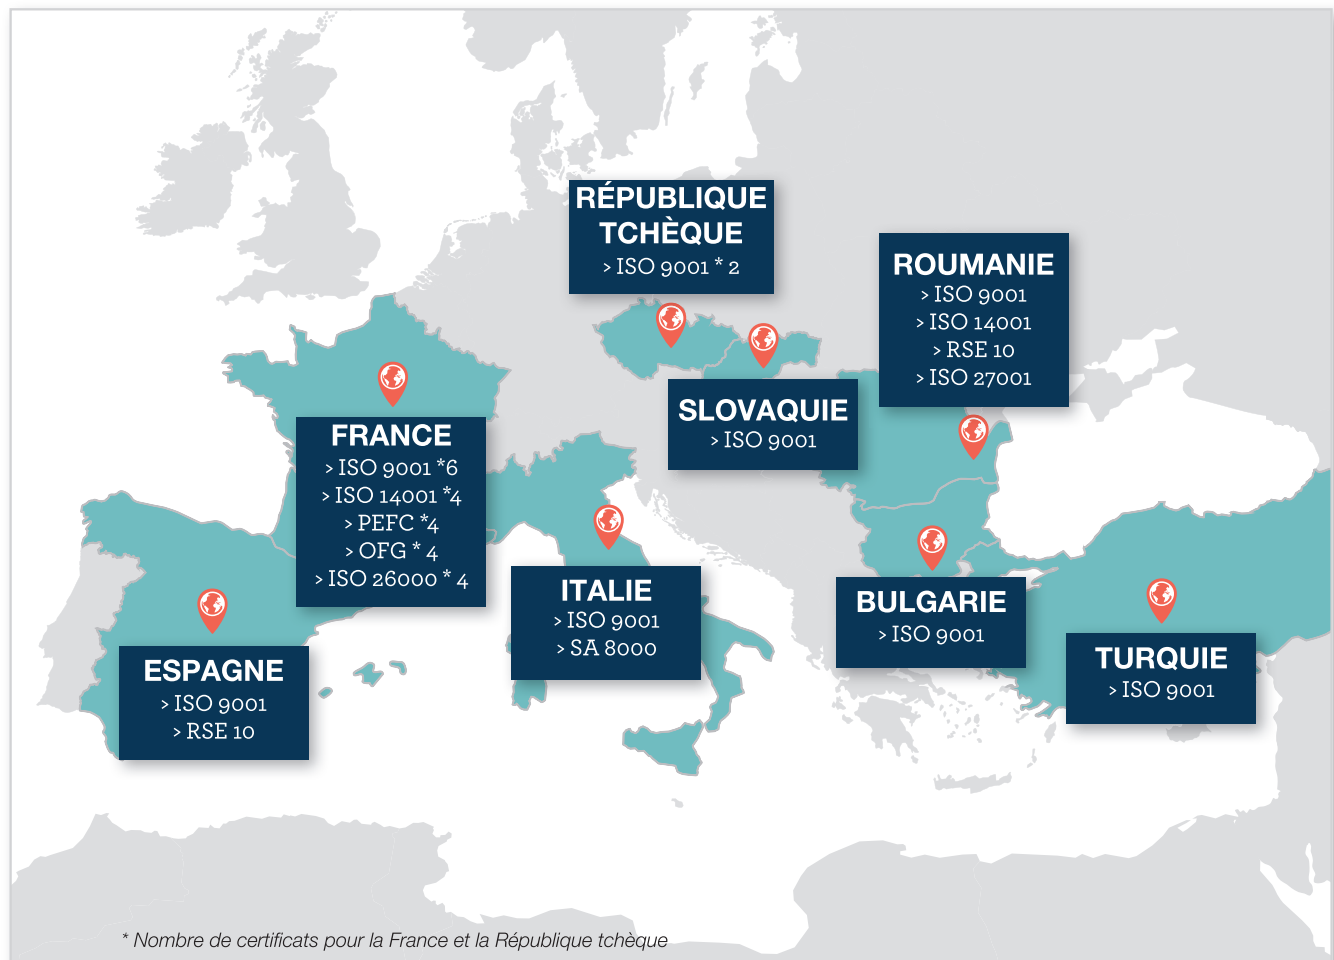 RÉPUBLIQUE
TCHÈQUE
> ISO 9001 * 2
ROUMANIE
> ISO 9001
> ISO 14001
> RSE 10
> ISO 27001
SLOVAQUIE
> ISO 9001
FRANCE
> ISO 9001 *6
> ISO 14001 *4
> PEFC *4
> OFG * 4
> ISO 26000 * 4
ITALIE
> ISO 9001
> SA 8000
BULGARIE
> ISO 9001
TURQUIE
> ISO 9001
ESPAGNE
> ISO 9001
> RSE 10
* Nombre de certificats pour la France et la République tchèque